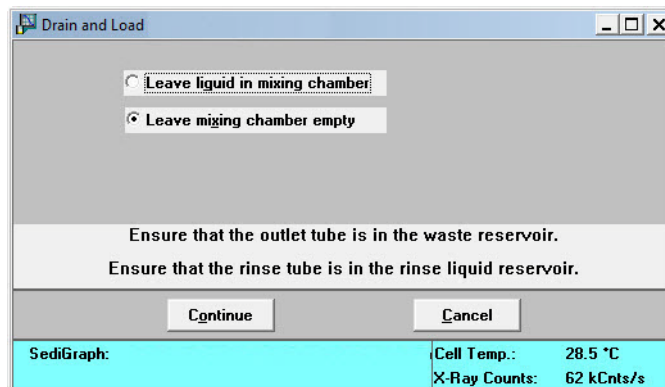 Drain and Load
Leave liquid in mixing chamber
Leave mixing chamber empty
Ensure that the outlet tube is in the waste reservoir.
Ensure that the rinse tube is in the rinse liquid reservoir.
Continue Cancel
SediGraph: Cell Temp.: 28.5 °C
X-Ray Counts: 62 kCnts/s